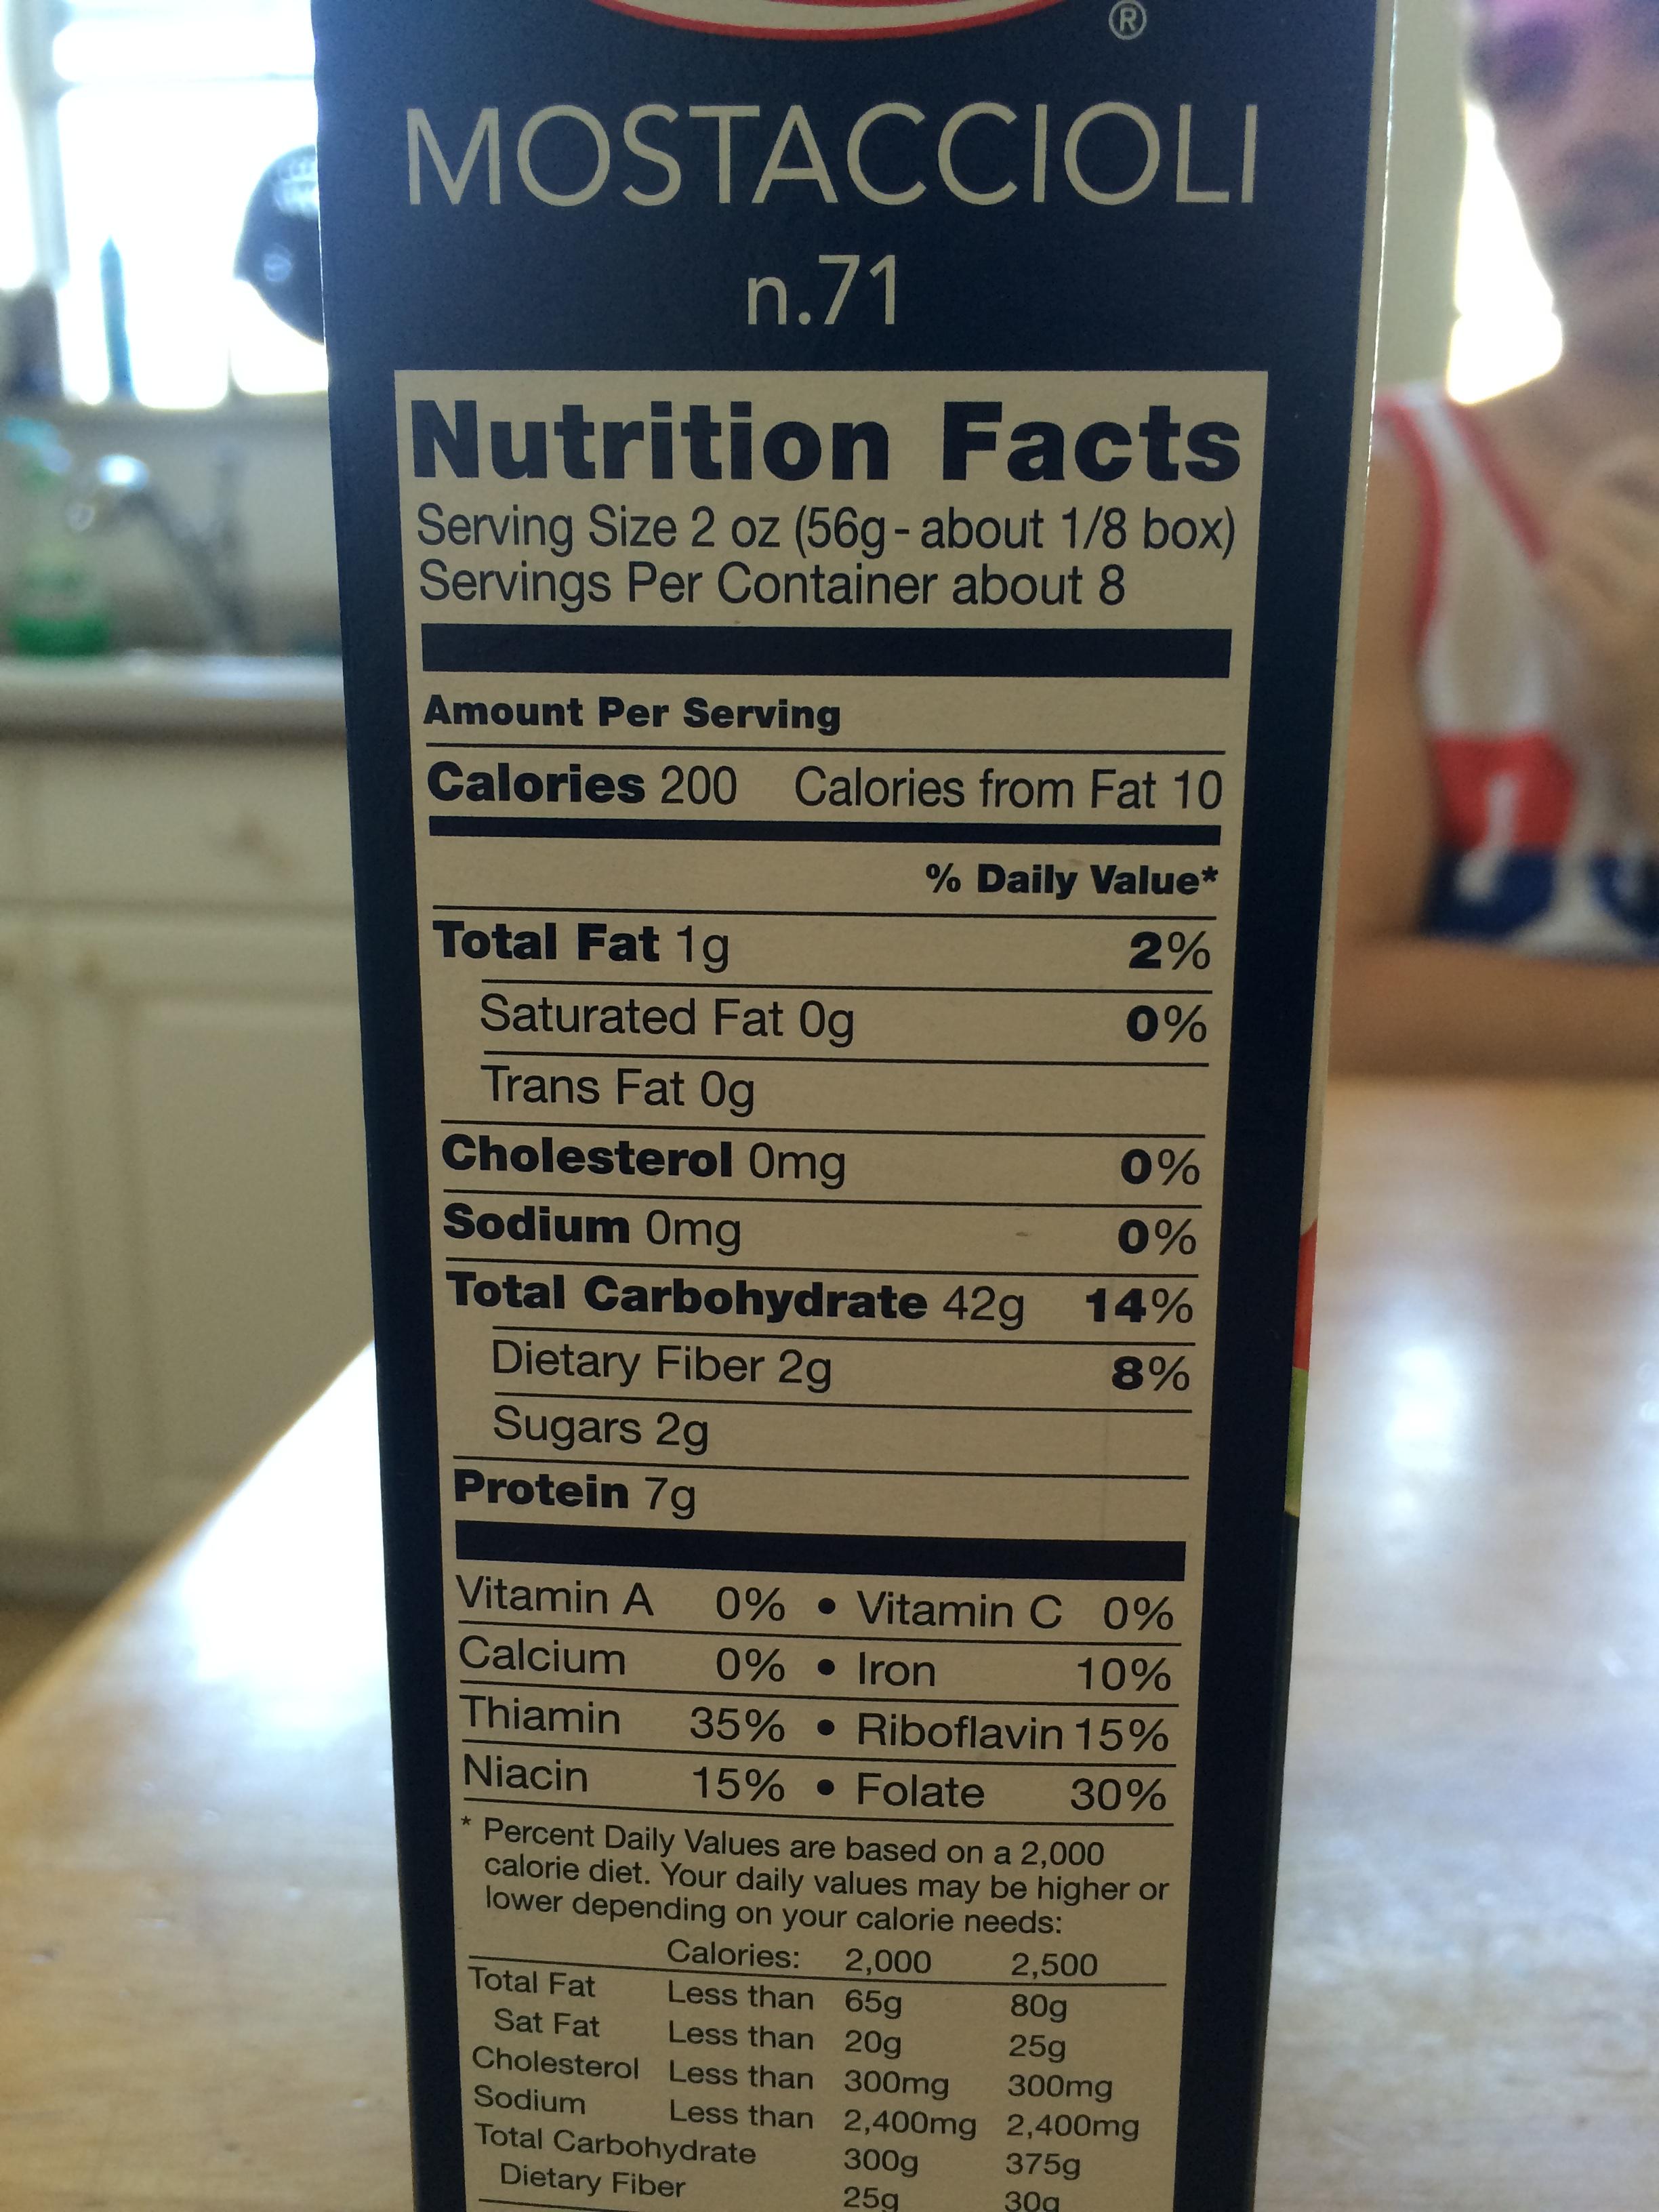 ®
MOSTACCIOLI
n.71
Nutrition Facts
Serving Size 2 oz (56g - about 1/8 box)
Servings Per Container about 8
Amount Per Serving
Calories 200 Calories from Fat 10
% Daily Value*
Total Fat 1g 2%
Saturated Fat 0g 0%
Trans Fat 0g
Cholesterol 0mg 0%
Sodium 0mg 0%
Total Carbohydrate 42g 14%
Dietary Fiber 2g 8%
Sugars 2g
Protein 7g
Vitamin A 0% • Vitamin C 0%
Calcium 0% • Iron 10%
Thiamin 35% • Riboflavin 15%
Niacin 15% • Folate 30%
* Percent Daily Values are based on a 2,000
calorie diet. Your daily values may be higher or
lower depending on your calorie needs:
Calories: 2,000 2,500
Total Fat Less than 65g 80g
Sat Fat Less than 20g 25g
Cholesterol Less than 300mg 300mg
Sodium Less than 2,400mg 2,400mg
Total Carbohydrate 300g 375g
Dietary Fiber 25g 30g